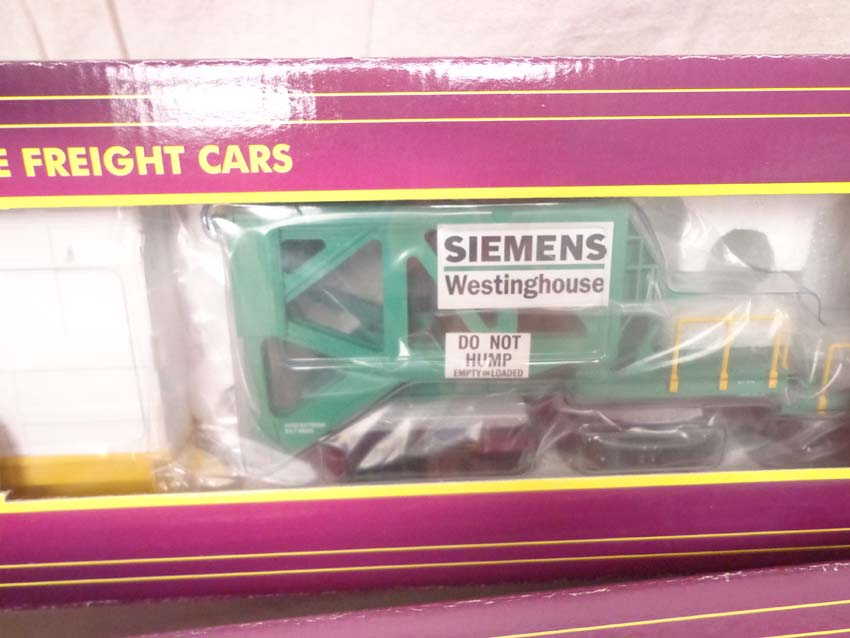 E FREIGHT CARS
SIEMENS
Westinghouse
DO NOT
HUMP
EMPTY OR LOADED